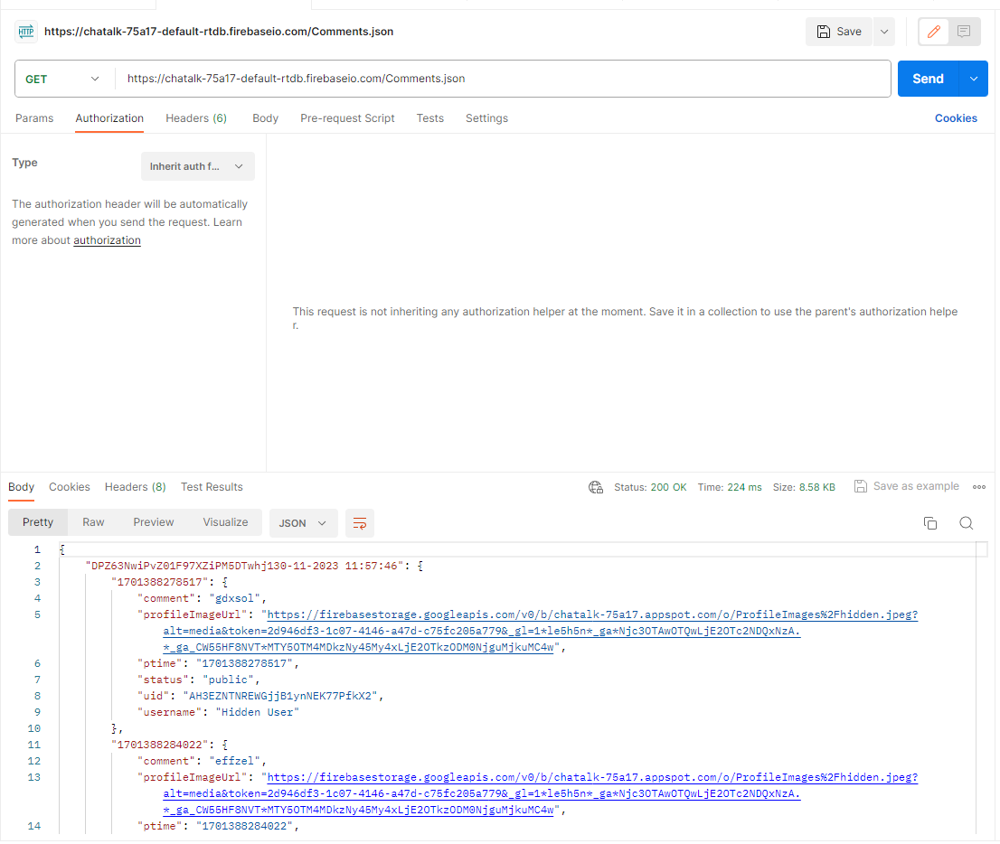 HTTP https://chatalk-75a17-default-rtdb.firebaseio.com/Comments.json Save
GET https://chatalk-75a17-default-rtdb.firebaseio.com/Comments.json Send
Params Authorization Headers (6) Body Pre-request Script Tests Settings Cookies
Type Inherit auth f...
The authorization header will be automatically
generated when you send the request. Learn
more about authorization
This request is not inheriting any authorization helper at the moment. Save it in a collection to use the parent's authorization helpe
r.
Body Cookies Headers (8) Test Results Status: 200 OK Time: 224 ms Size: 8.58 KB Save as example
Pretty Raw Preview Visualize JSON
1 {
2 "DPZ63NwiPvZ01F97XZiPM5DTwhj130-11-2023 11:57:46": {
3 "1701388278517": {
4 "comment": "gdxsol",
5 "profileImageUrl": "https://firebasestorage.googleapis.com/v0/b/chatalk-75a17.appspot.com/o/ProfileImages%2Fhidden.jpeg?
alt=media&token=2d946df3-1c07-4146-a47d-c75fc205a779&_gl=1*le5h5n*_ga*Njc3OTAwOTQwLjE2OTc2NDQxNzA.
*_ga_CW55HF8NVT*MTY5OTM4MDkzNy45My4xLjE2OTkzODM0NjguMjkuMC4w",
6 "ptime": "1701388278517",
7 "status": "public",
8 "uid": "AH3EZNTNREWGjjB1ynNEK77PfkX2",
9 "username": "Hidden User"
10 },
11 "1701388284022": {
12 "comment": "effzel",
13 "profileImageUrl": "https://firebasestorage.googleapis.com/v0/b/chatalk-75a17.appspot.com/o/ProfileImages%2Fhidden.jpeg?
alt=media&token=2d946df3-1c07-4146-a47d-c75fc205a779&_gl=1*le5h5n*_ga*Njc3OTAwOTQwLjE2OTc2NDQxNzA.
*_ga_CW55HF8NVT*MTY5OTM4MDkzNy45My4xLjE2OTkzODM0NjguMjkuMC4w",
14 "ptime": "1701388284022",